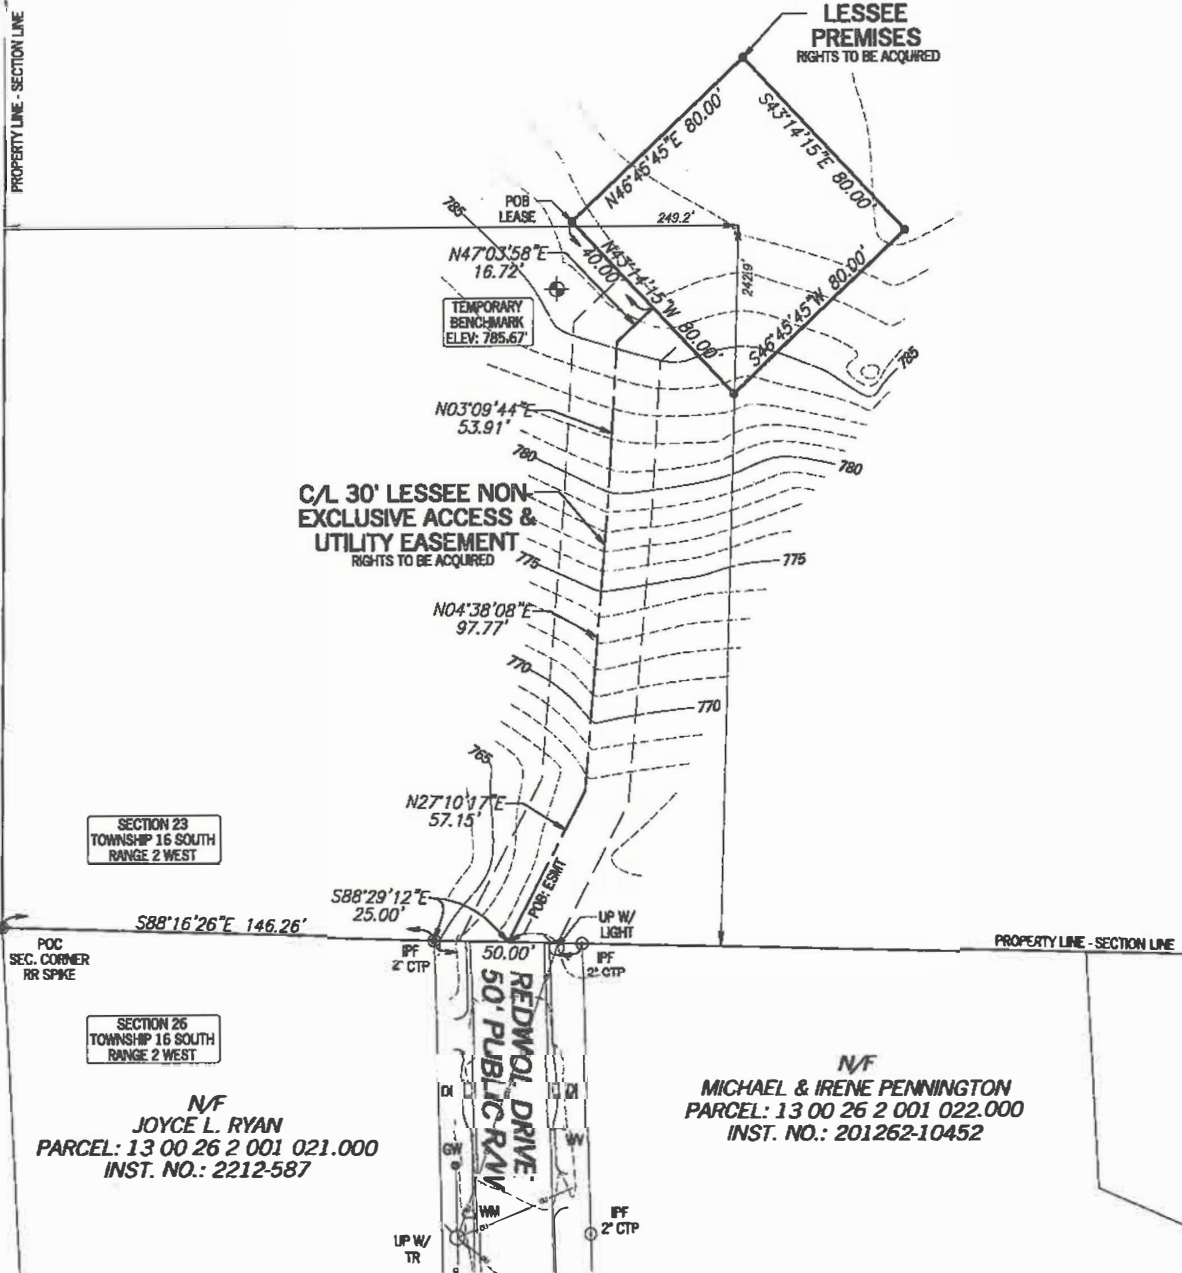 PROPERTY LINE - SECTION LINE
LESSEE
PREMISES
RIGHTS TO BE ACQUIRED
N46°45'45"E 80.00'
S43°14'15"E 80.00'
POB
LEASE
785
249.2'
N47°03'58"E
16.72'
40.00'
N43°14'15"W 80.00'
242.9'
S46°45'45"W 80.00'
TEMPORARY
BENCHMARK
ELEV: 785.67'
785
N03°09'44"E
53.91'
780
780
C/L 30' LESSEE NON-
EXCLUSIVE ACCESS &
UTILITY EASEMENT
RIGHTS TO BE ACQUIRED
775
775
N04°38'08"E
97.77'
770
770
765
N27°10'17"E
57.15'
SECTION 23
TOWNSHIP 16 SOUTH
RANGE 2 WEST
POB: ESMT
S88°29'12"E
25.00'
UP W/
LIGHT
S88°16'26"E 146.26'
PROPERTY LINE - SECTION LINE
POC
SEC. CORNER
RR SPIKE
IPF
2" CTP
50.00'
IPF
2" CTP
REDWOL DRIVE
50' PUBLIC R/W
SECTION 26
TOWNSHIP 16 SOUTH
RANGE 2 WEST
N/F
JOYCE L. RYAN
PARCEL: 13 00 26 2 001 021.000
INST. NO.: 2212-587
N/F
MICHAEL & IRENE PENNINGTON
PARCEL: 13 00 26 2 001 022.000
INST. NO.: 201262-10452
DI
DI
WV
GW
WM
IPF
2" CTP
UP W/
TR